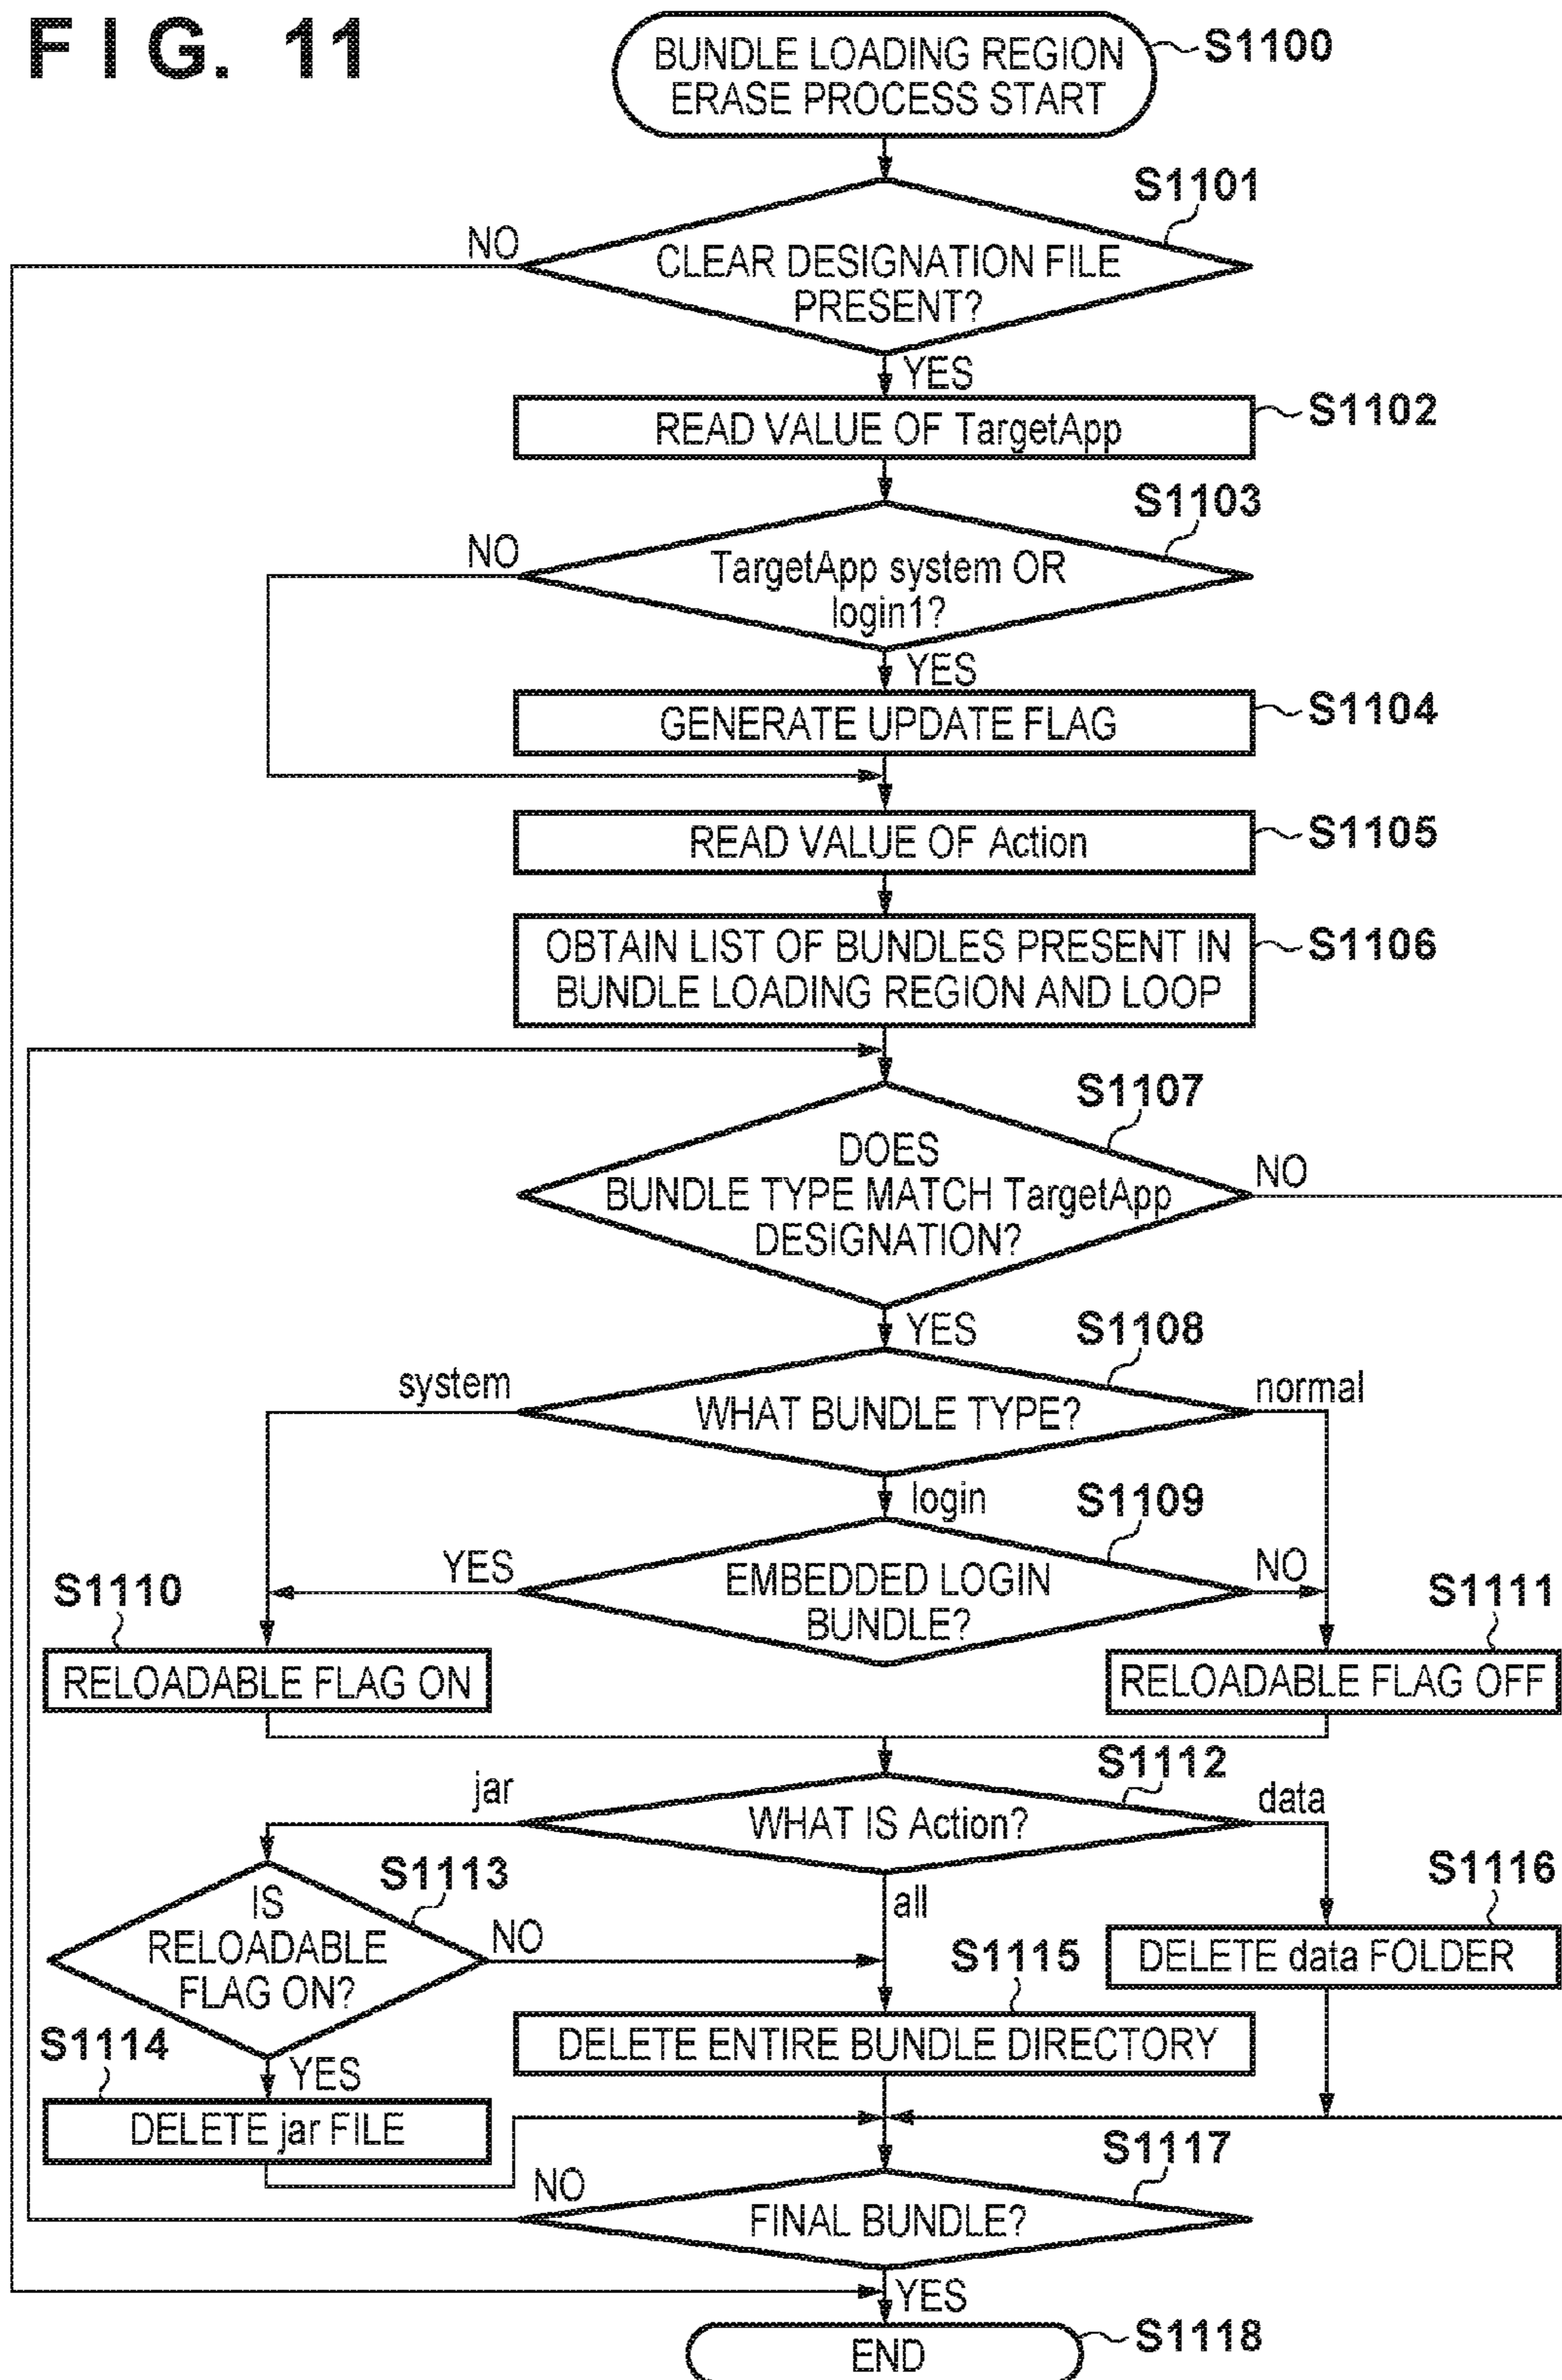 FIG. 11
BUNDLE LOADING REGION
ERASE PROCESS START
S1100
S1101
NO
CLEAR DESIGNATION FILE
PRESENT?
YES
READ VALUE OF TargetApp
S1102
S1103
NO
TargetApp system OR
login1?
YES
GENERATE UPDATE FLAG
S1104
READ VALUE OF Action
S1105
OBTAIN LIST OF BUNDLES PRESENT IN
BUNDLE LOADING REGION AND LOOP
S1106
S1107
DOES
BUNDLE TYPE MATCH TargetApp
DESIGNATION?
NO
YES
S1108
system
WHAT BUNDLE TYPE?
normal
login
S1109
YES
EMBEDDED LOGIN
BUNDLE?
NO
S1110
RELOADABLE FLAG ON
S1111
RELOADABLE FLAG OFF
S1112
jar
WHAT IS Action?
data
S1113
IS
RELOADABLE
FLAG ON?
NO
all
S1116
DELETE data FOLDER
S1115
DELETE ENTIRE BUNDLE DIRECTORY
S1114
YES
DELETE jar FILE
S1117
NO
FINAL BUNDLE?
YES
END
S1118